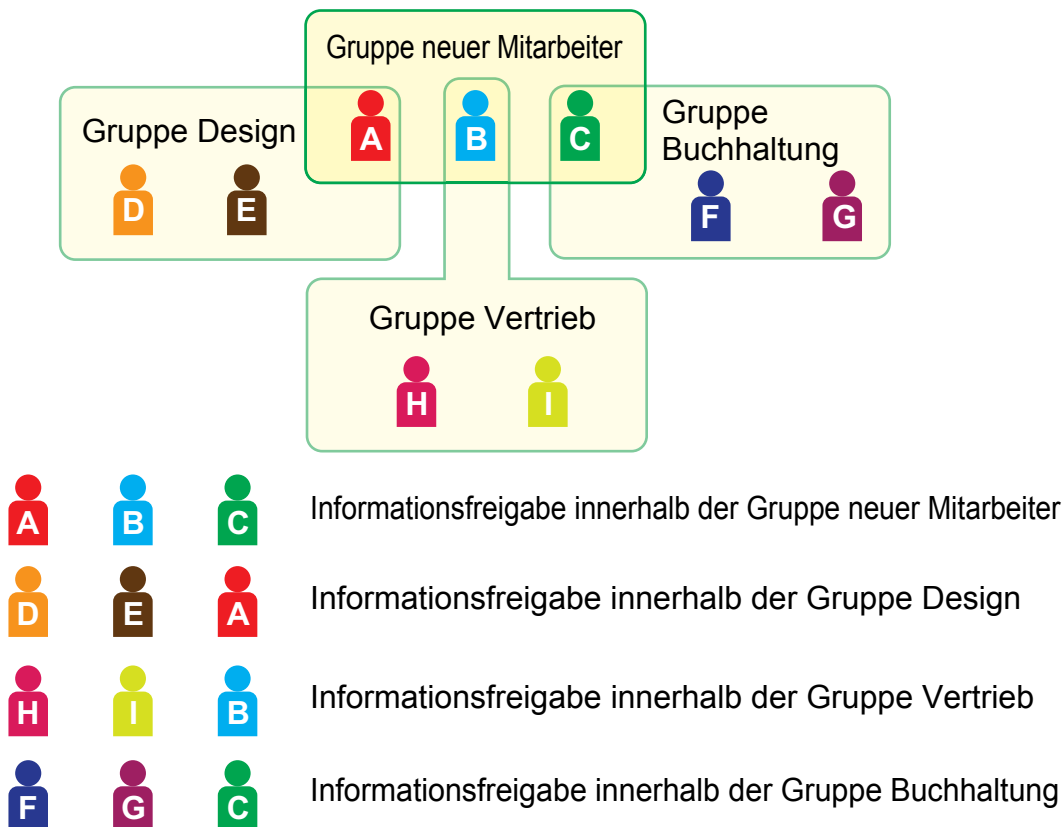 Gruppe neuer Mitarbeiter
Gruppe Design
A
B
C
Gruppe
Buchhaltung
D
E
F
G
Gruppe Vertrieb
H
I
A B C Informationsfreigabe innerhalb der Gruppe neuer Mitarbeiter
D E A Informationsfreigabe innerhalb der Gruppe Design
H I B Informationsfreigabe innerhalb der Gruppe Vertrieb
F G C Informationsfreigabe innerhalb der Gruppe Buchhaltung